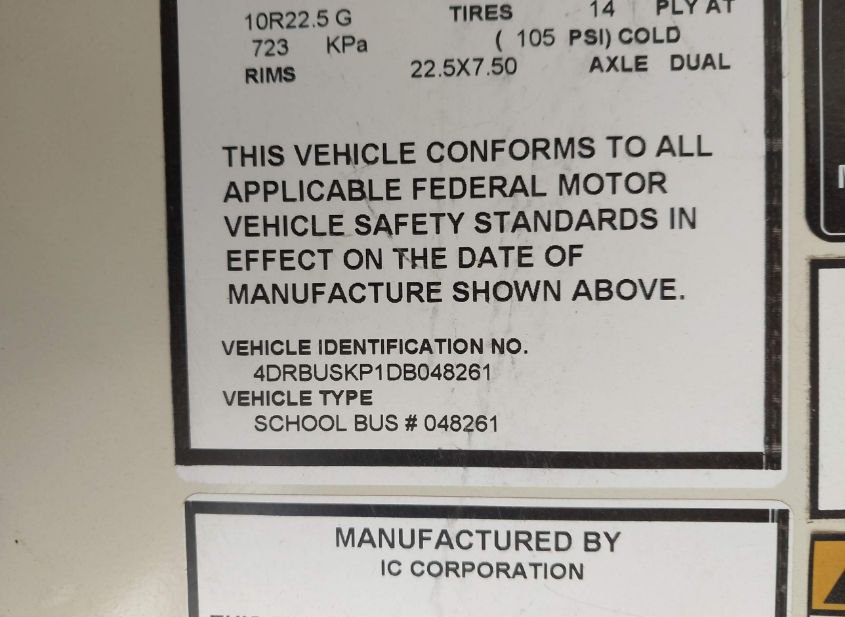 10R22.5 G TIRES 14 PLY AT
723 KPa ( 105 PSI) COLD
RIMS 22.5X7.50 AXLE DUAL
THIS VEHICLE CONFORMS TO ALL
APPLICABLE FEDERAL MOTOR
VEHICLE SAFETY STANDARDS IN
EFFECT ON THE DATE OF
MANUFACTURE SHOWN ABOVE.
VEHICLE IDENTIFICATION NO.
4DRBUSKP1DB048261
VEHICLE TYPE
SCHOOL BUS # 048261
MANUFACTURED BY
IC CORPORATION